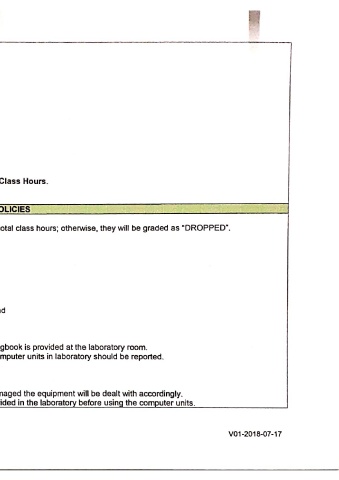 Class Hours.
OLICIES
otal class hours; otherwise, they will be graded as "DROPPED".
nd
gbook is provided at the laboratory room.
mputer units in laboratory should be reported.
maged the equipment will be dealt with accordingly.
ided in the laboratory before using the computer units.
V01-2018-07-17